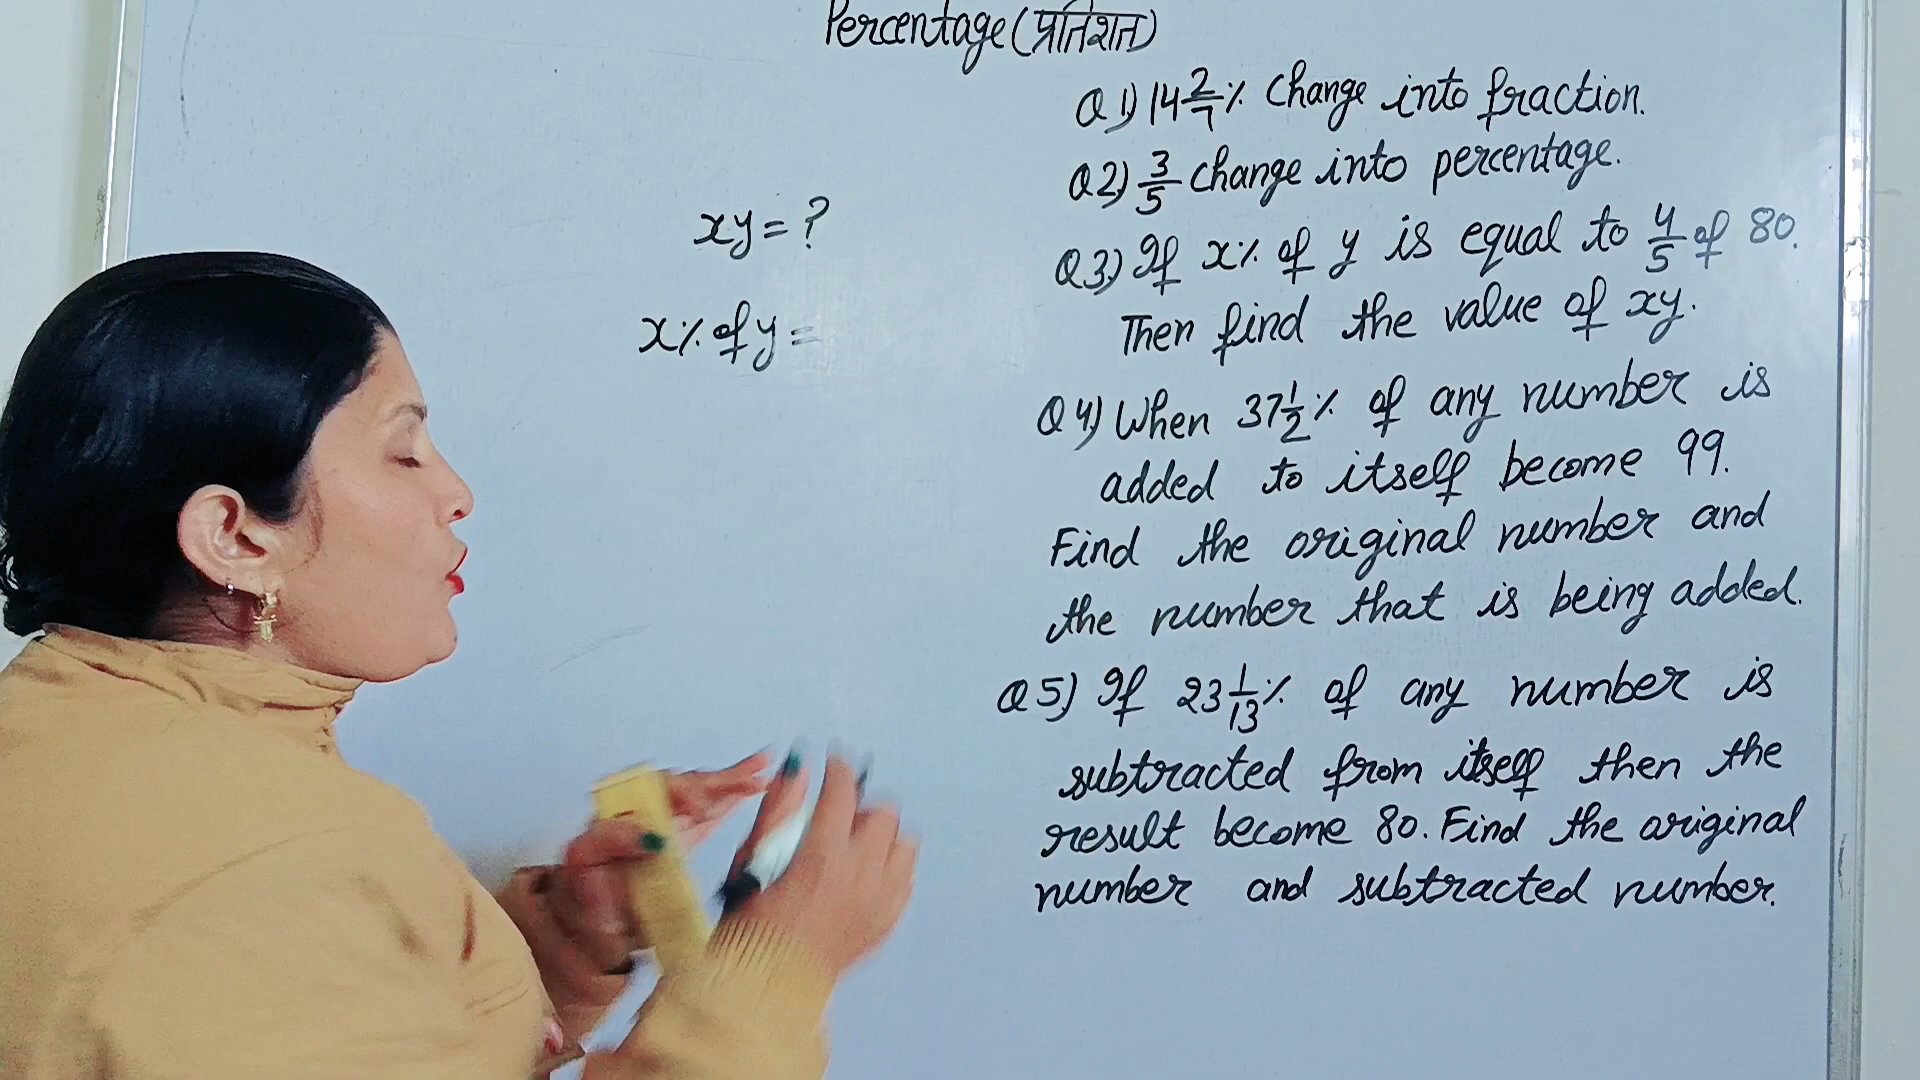 Percentage (प्रतिशत)
Q1) 14 2/7 % change into fraction.
Q2) 3/5 change into percentage.
Q3) If x% of y is equal to 4/5 of 80.
Then find the value of xy.
Q4) When 37 1/2 % of any number is
added to itself become 99.
Find the original number and
the number that is being added.
Q5) If 23 1/13 % of any number is
subtracted from itself then the
result become 80. Find the original
number and subtracted number.
xy = ?
x% of y =